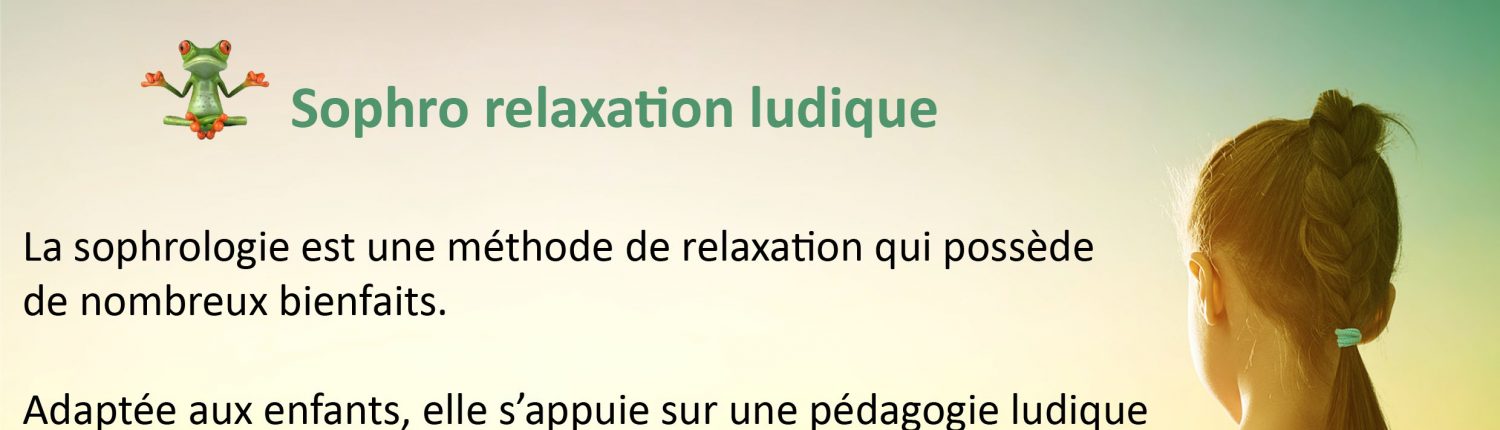 Sophro relaxation ludique
La sophrologie est une méthode de relaxation qui possède
de nombreux bienfaits.
Adaptée aux enfants, elle s’appuie sur une pédagogie ludique